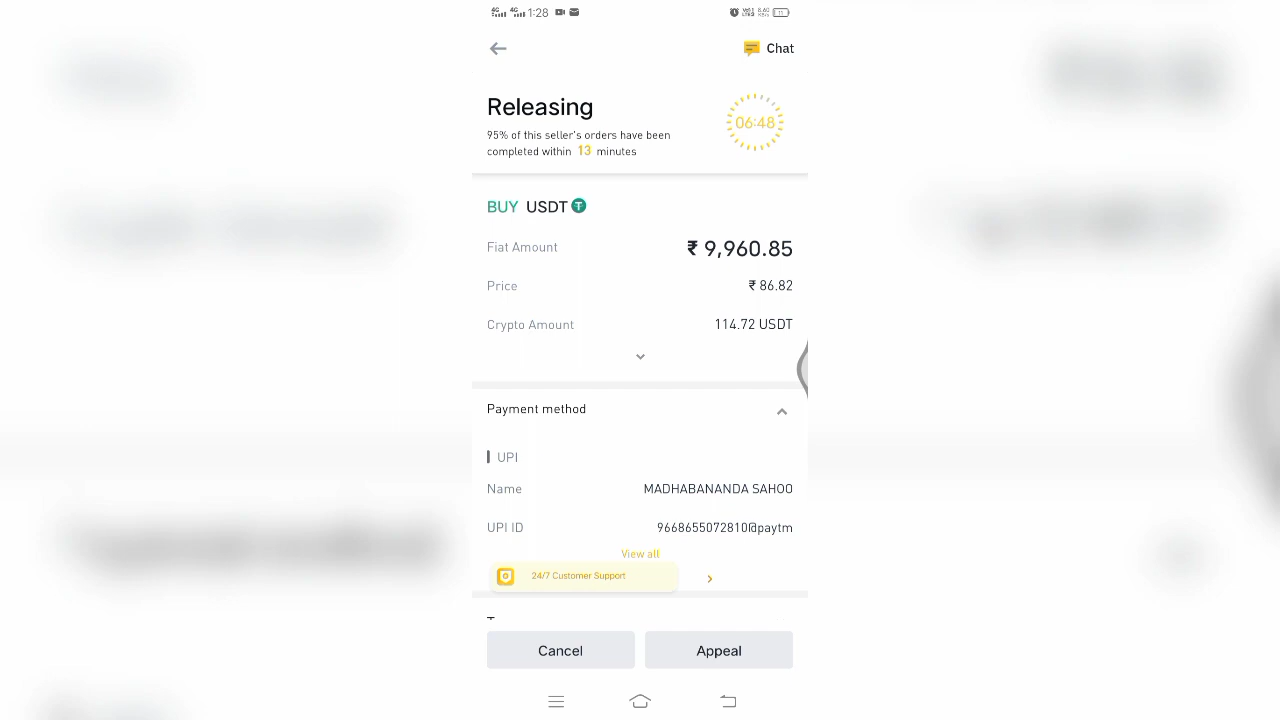 1:28
Chat
Releasing
06:48
95% of this seller's orders have been
completed within 13 minutes
BUY USDT
Fiat Amount ₹ 9,960.85
Price ₹ 86.82
Crypto Amount 114.72 USDT
Payment method
UPI
Name MADHABANANDA SAHOO
UPI ID 9668655072810@paytm
View all
24/7 Customer Support
Cancel
Appeal